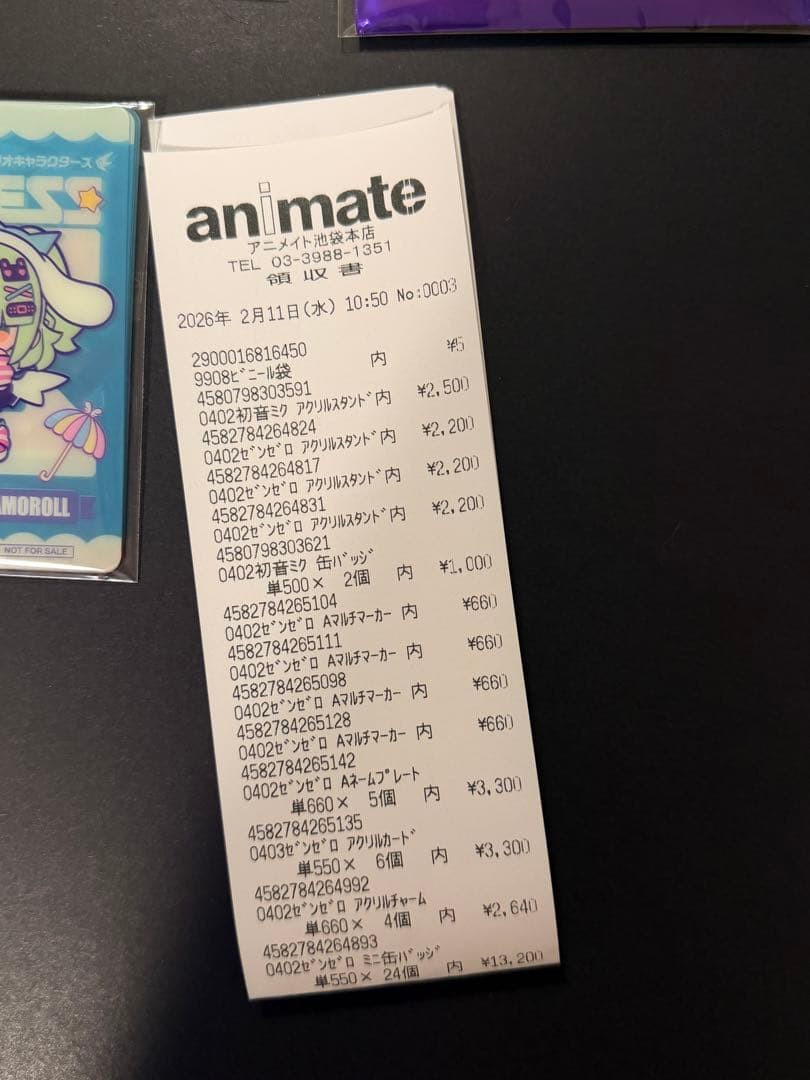 オキャラクターズ
AMOROLL
NOT FOR SALE
animate
アニメイト池袋本店
TEL 03-3988-1351
領収書
2026年 2月11日(水) 10:50 No:0003
2900016816450
9908ﾋﾞﾆｰﾙ袋 内 ¥5
4580798303591
0402初音ﾐｸ ｱｸﾘﾙｽﾀﾝﾄﾞ内 ¥2,500
4582784264824
0402ｾﾞﾝｾﾞﾛ ｱｸﾘﾙｽﾀﾝﾄﾞ内 ¥2,200
4582784264817
0402ｾﾞﾝｾﾞﾛ ｱｸﾘﾙｽﾀﾝﾄﾞ内 ¥2,200
4582784264831
0402ｾﾞﾝｾﾞﾛ ｱｸﾘﾙｽﾀﾝﾄﾞ内 ¥2,200
4580798303621
0402初音ﾐｸ 缶ﾊﾞｯｼﾞ
単500× 2個 内 ¥1,000
4582784265104
0402ｾﾞﾝｾﾞﾛ Aﾏﾙﾁﾏｰｶｰ 内 ¥660
4582784265111
0402ｾﾞﾝｾﾞﾛ Aﾏﾙﾁﾏｰｶｰ 内 ¥660
4582784265098
0402ｾﾞﾝｾﾞﾛ Aﾏﾙﾁﾏｰｶｰ 内 ¥660
4582784265128
0402ｾﾞﾝｾﾞﾛ Aﾏﾙﾁﾏｰｶｰ 内 ¥660
4582784265142
0402ｾﾞﾝｾﾞﾛ Aﾈｰﾑﾌﾟﾚｰﾄ
単660× 5個 内 ¥3,300
4582784265135
0403ｾﾞﾝｾﾞﾛ ｱｸﾘﾙｶｰﾄﾞ
単550× 6個 内 ¥3,300
4582784264992
0402ｾﾞﾝｾﾞﾛ ｱｸﾘﾙﾁｬｰﾑ
単660× 4個 内 ¥2,640
4582784264893
0402ｾﾞﾝｾﾞﾛ ﾐﾆ缶ﾊﾞｯｼﾞ
単550× 24個 内 ¥13,200